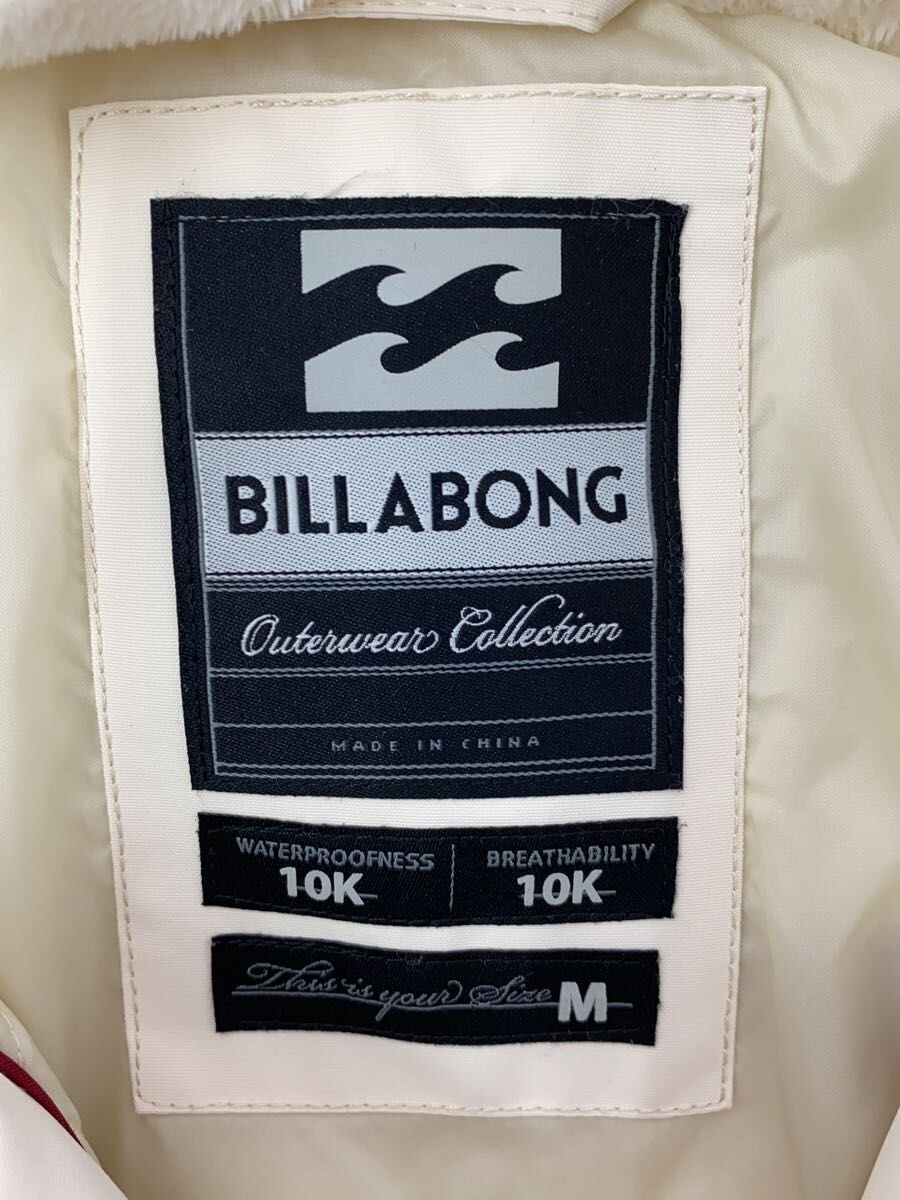 BILLABONG
Outerwear Collection
MADE IN CHINA
WATERPROOFNESS BREATHABILITY
10K 10K
This is your Size M